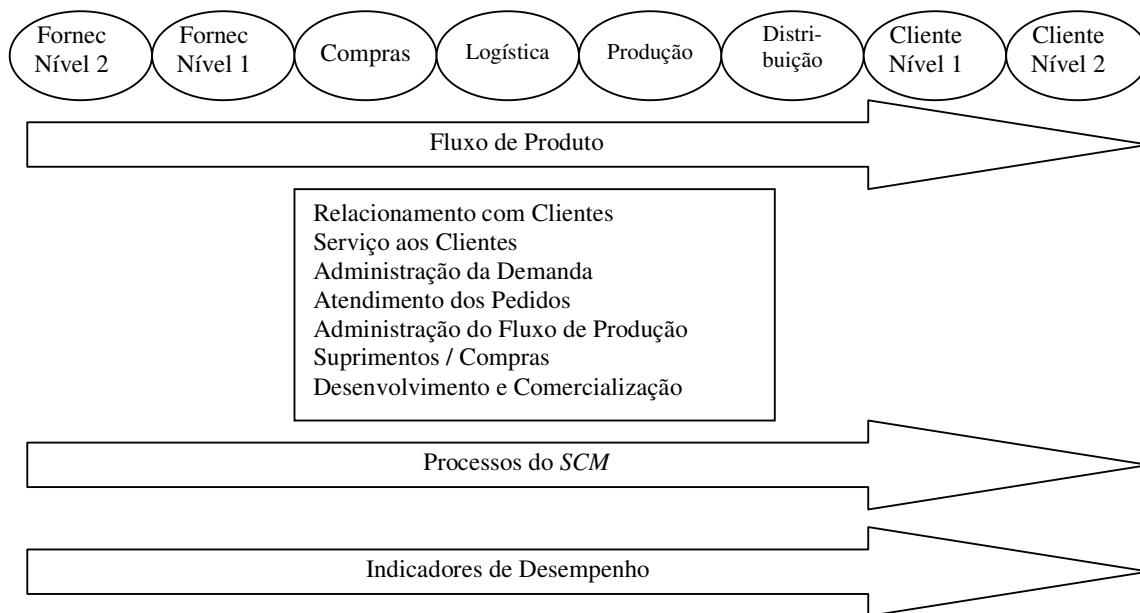 Fornec
Nível 2
Fornec
Nível 1
Compras
Logística
Produção
Distri-
buição
Cliente
Nível 1
Cliente
Nível 2
Fluxo de Produto
Relacionamento com Clientes
Serviço aos Clientes
Administração da Demanda
Atendimento dos Pedidos
Administração do Fluxo de Produção
Suprimentos / Compras
Desenvolvimento e Comercialização
Processos do SCM
Indicadores de Desempenho